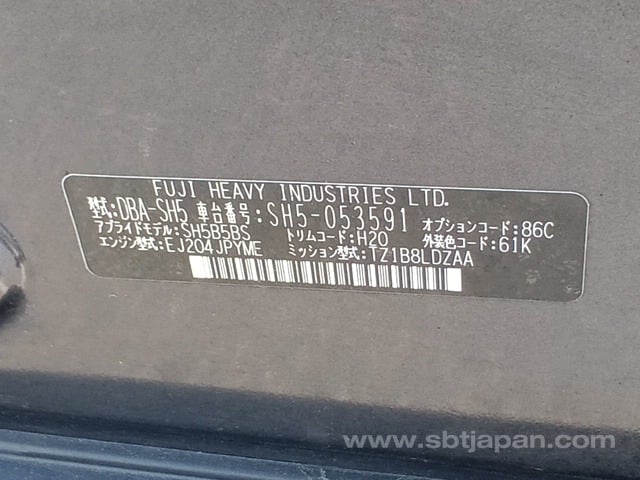 FUJI HEAVY INDUSTRIES LTD.
型式: DBA-SH5 車台番号: SH5-053591 オプションコード: 86C
アプライドモデル: SH5B5BS トリムコード: H20 外装色コード: 61K
エンジン型式: EJ204JPYME ミッション型式: TZ1B8LDZAA
www.sbtjapan.com